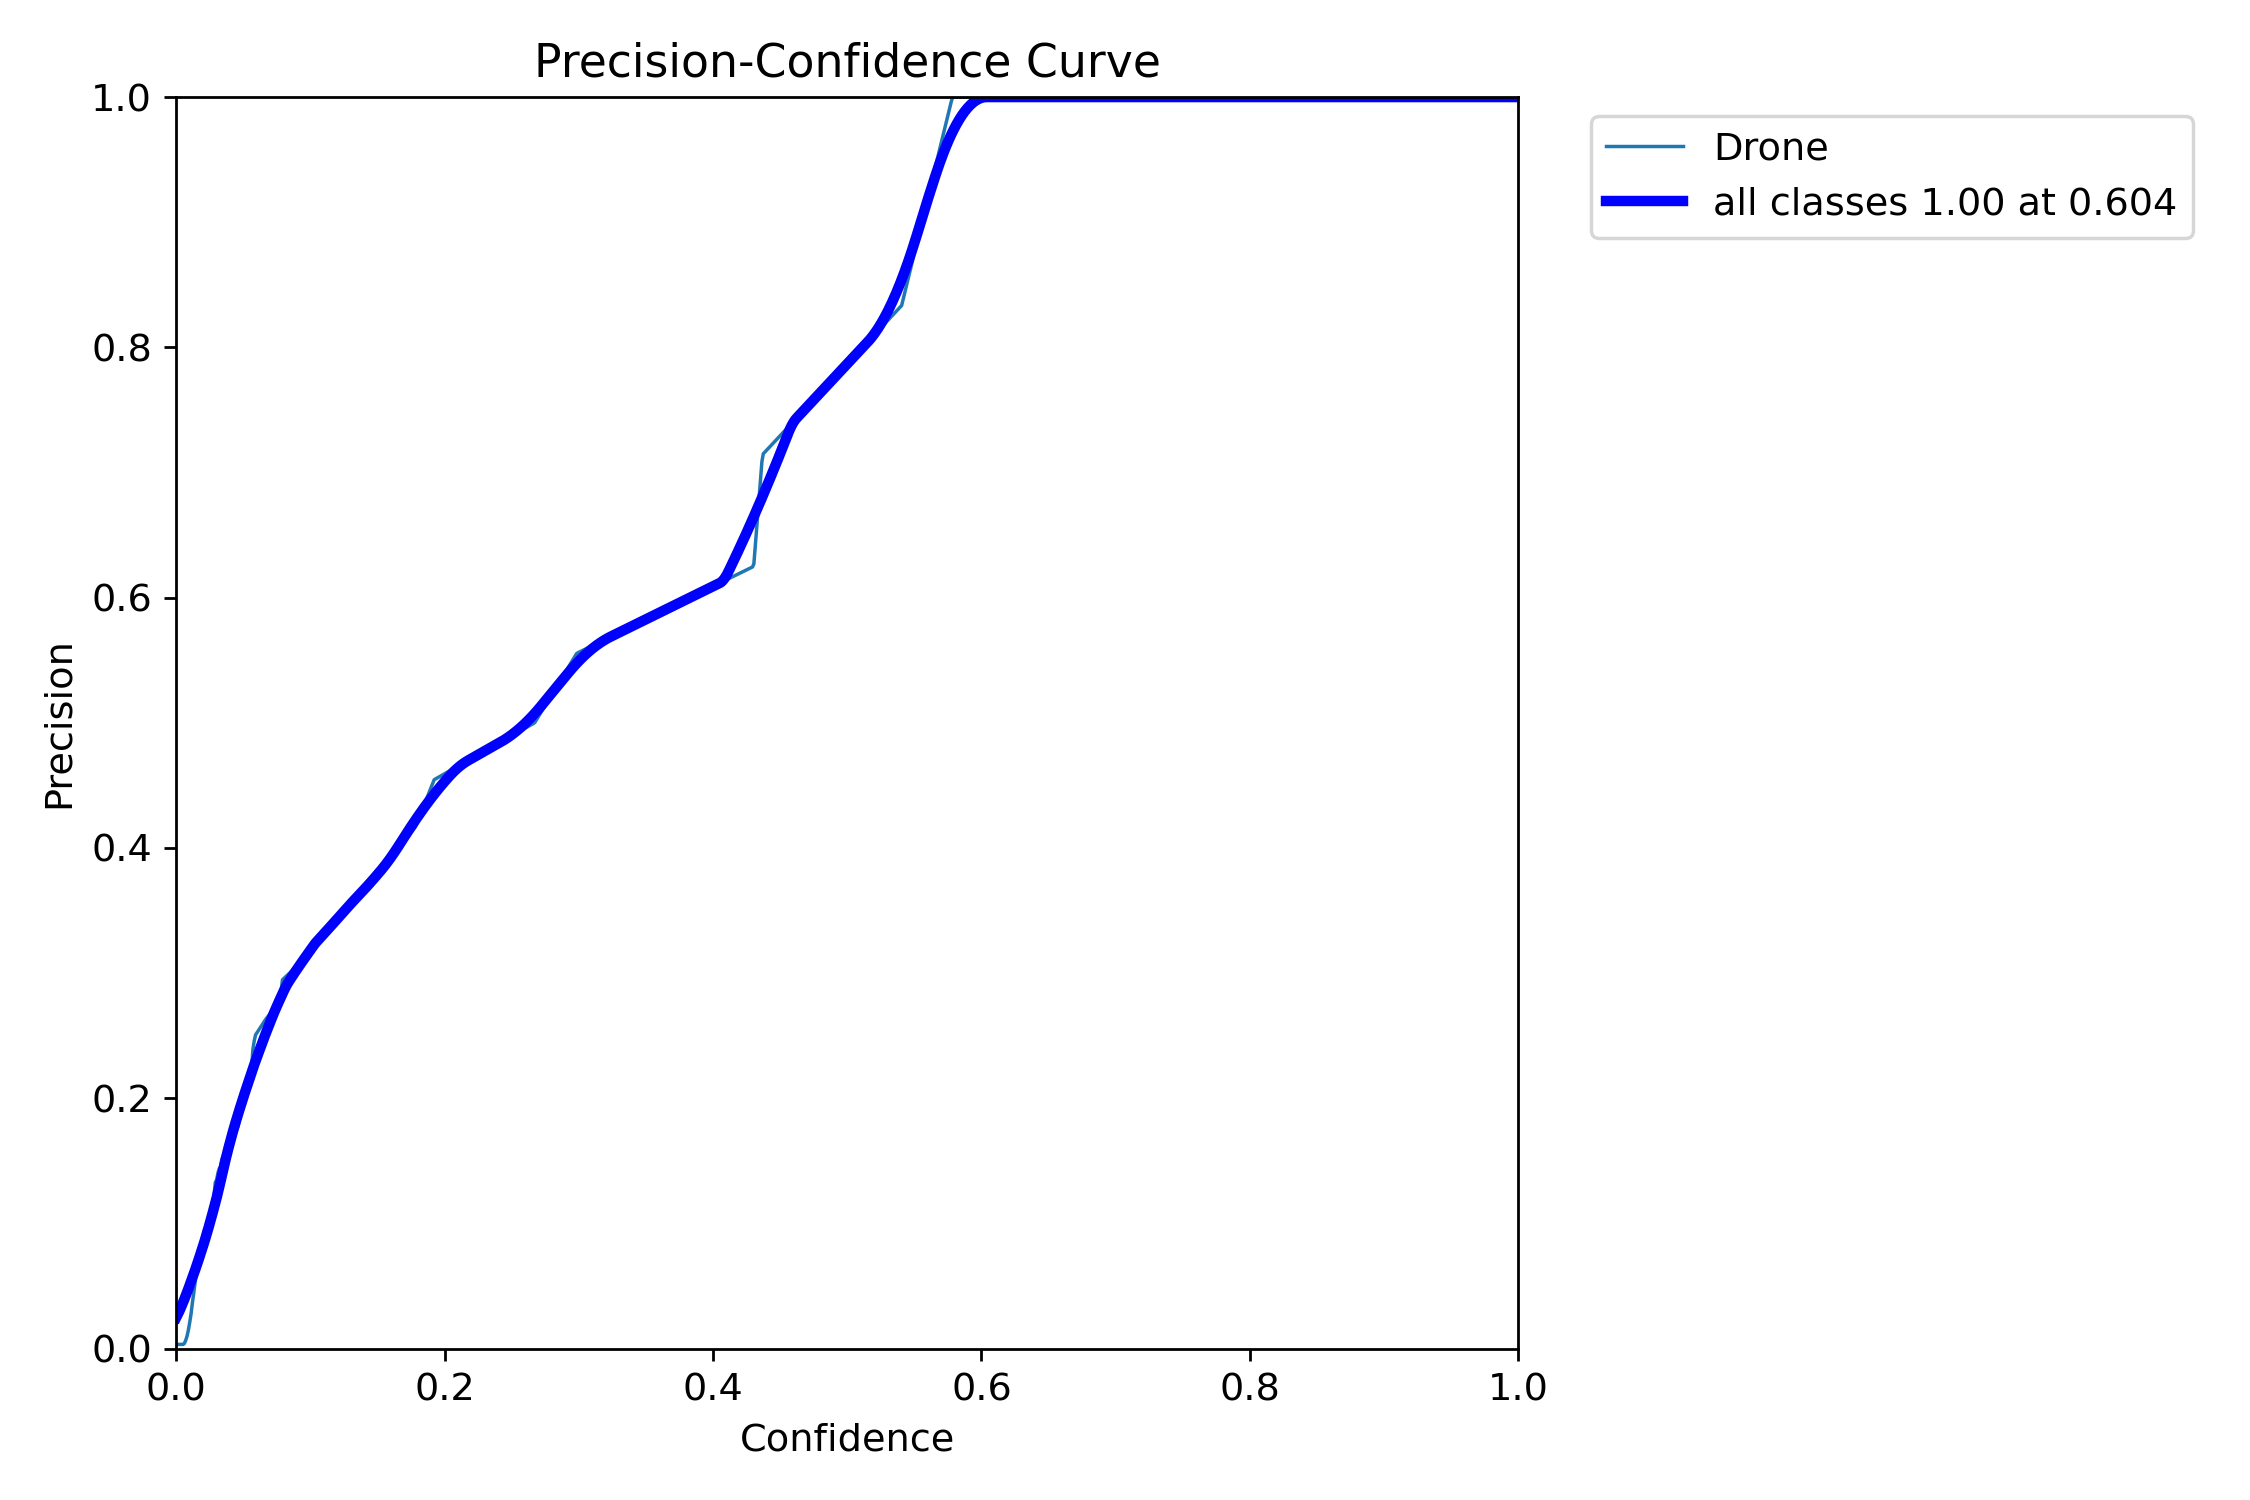 Precision-Confidence Curve
1.0
0.8
0.6
0.4
0.2
0.0
Precision
0.0 0.2 0.4 0.6 0.8 1.0
Confidence
Drone
all classes 1.00 at 0.604